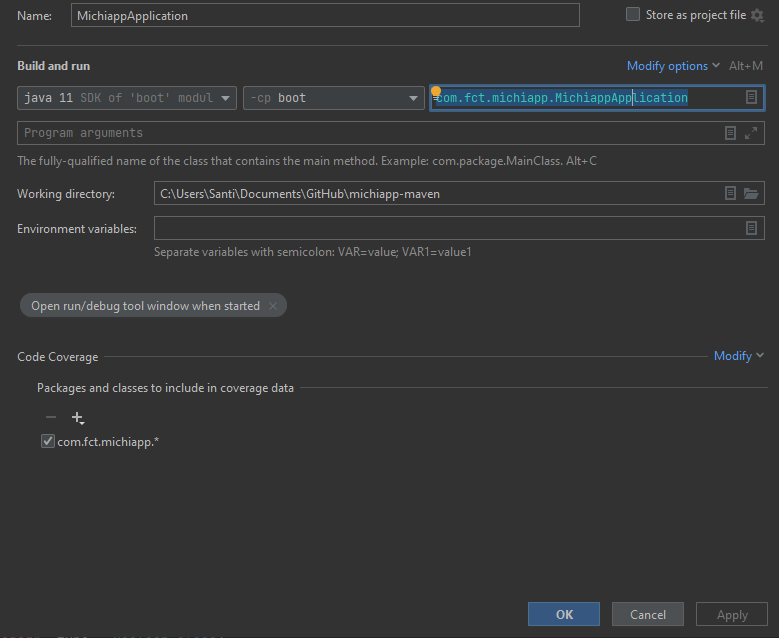 Name: MichiappApplication Store as project file
Build and run Modify options Alt+M
java 11 SDK of 'boot' modul -cp boot com.fct.michiapp.MichiappApplication
Program arguments
The fully-qualified name of the class that contains the main method. Example: com.package.MainClass. Alt+C
Working directory: C:\Users\Santi\Documents\GitHub\michiapp-maven
Environment variables:
Separate variables with semicolon: VAR=value; VAR1=value1
Open run/debug tool window when started ×
Code Coverage Modify
Packages and classes to include in coverage data
com.fct.michiapp.*
OK Cancel Apply